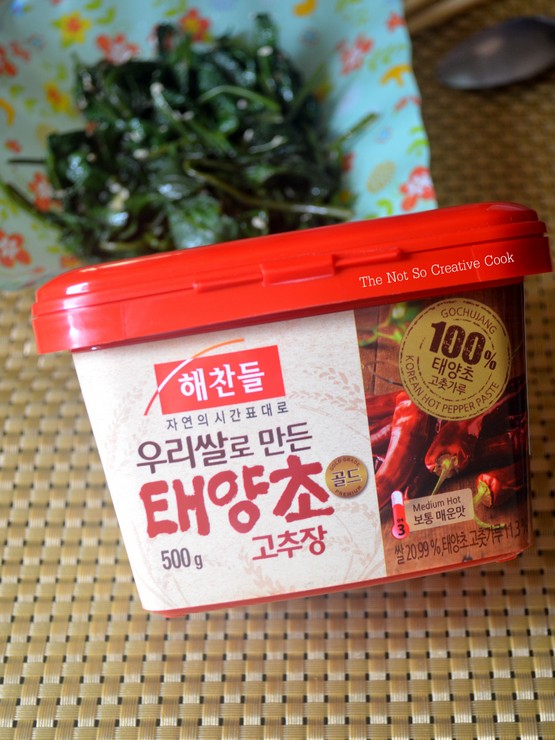 The Not So Creative Cook
해찬들
자연의 시간표대로
우리쌀로 만든
태양초
골드
고추장
500g
GOCHUJANG
100%
태양초
고춧가루
KOREAN HOT PEPPER PASTE
Medium Hot
보통 매운맛
3
쌀 20.99%, 태양초 고춧가루 11.3